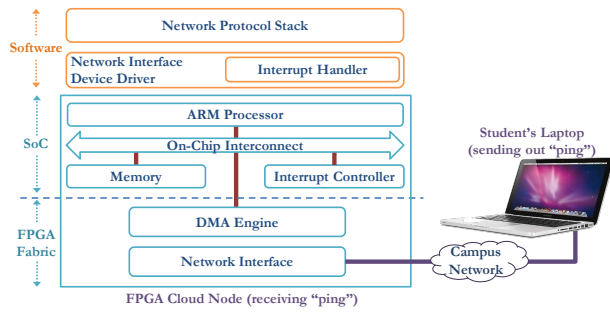 Network Protocol Stack
Software
Network Interface
Device Driver
Interrupt Handler
ARM Processor
SoC
On-Chip Interconnect
Memory
Interrupt Controller
Student's Laptop
(sending out "ping")
FPGA
Fabric
DMA Engine
Network Interface
Campus
Network
FPGA Cloud Node (receiving "ping")